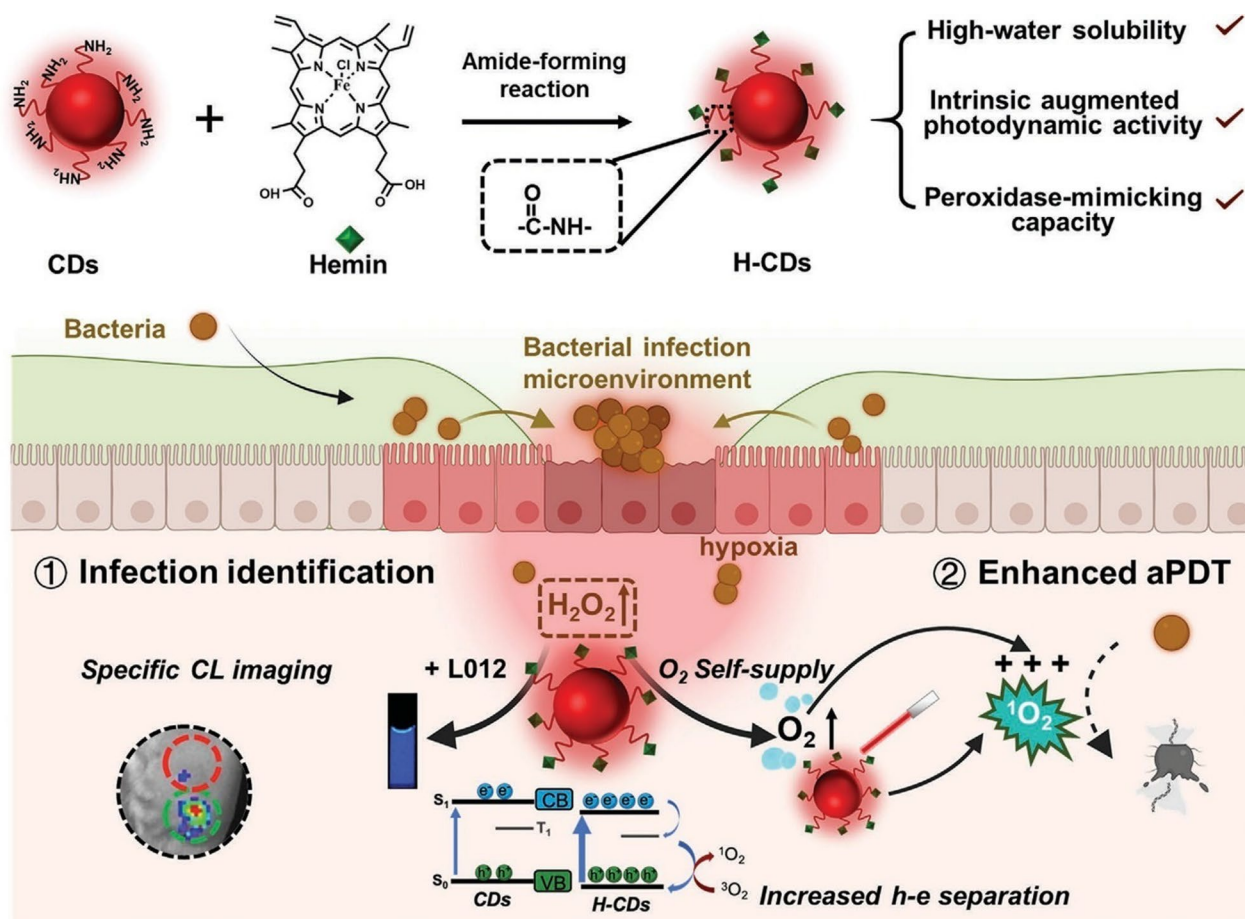 NH₂
NH₂
NH₂
NH₂
NH₂
NH₂
NH₂
NH₂
NH₂
+
Cl
N
N
Fe
N
N
OH
O
O
OH
Amide-forming
reaction
O
-C-NH-
CDs
Hemin
H-CDs
High-water solubility
Intrinsic augmented
photodynamic activity
Peroxidase-mimicking
capacity
Bacteria
Bacterial infection
microenvironment
hypoxia
① Infection identification
② Enhanced aPDT
H₂O₂
Specific CL imaging
+ L012
O₂ Self-supply
O₂
+ + +
¹O₂
S₁
e⁻ e⁻
CB
e⁻ e⁻ e⁻ e⁻
T₁
S₀
h⁺ h⁺
VB
h⁺ h⁺ h⁺ h⁺
¹O₂
³O₂
CDs
H-CDs
Increased h-e separation